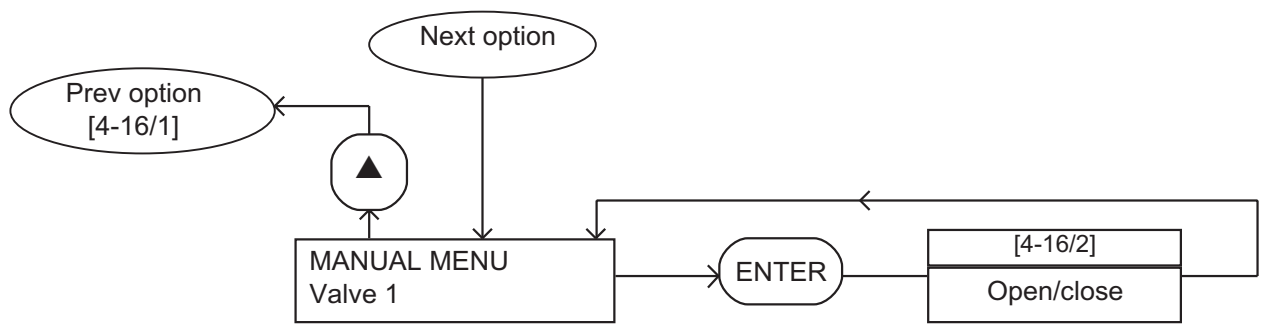 Next option
Prev option
[4-16/1]
MANUAL MENU
Valve 1
ENTER
[4-16/2]
Open/close